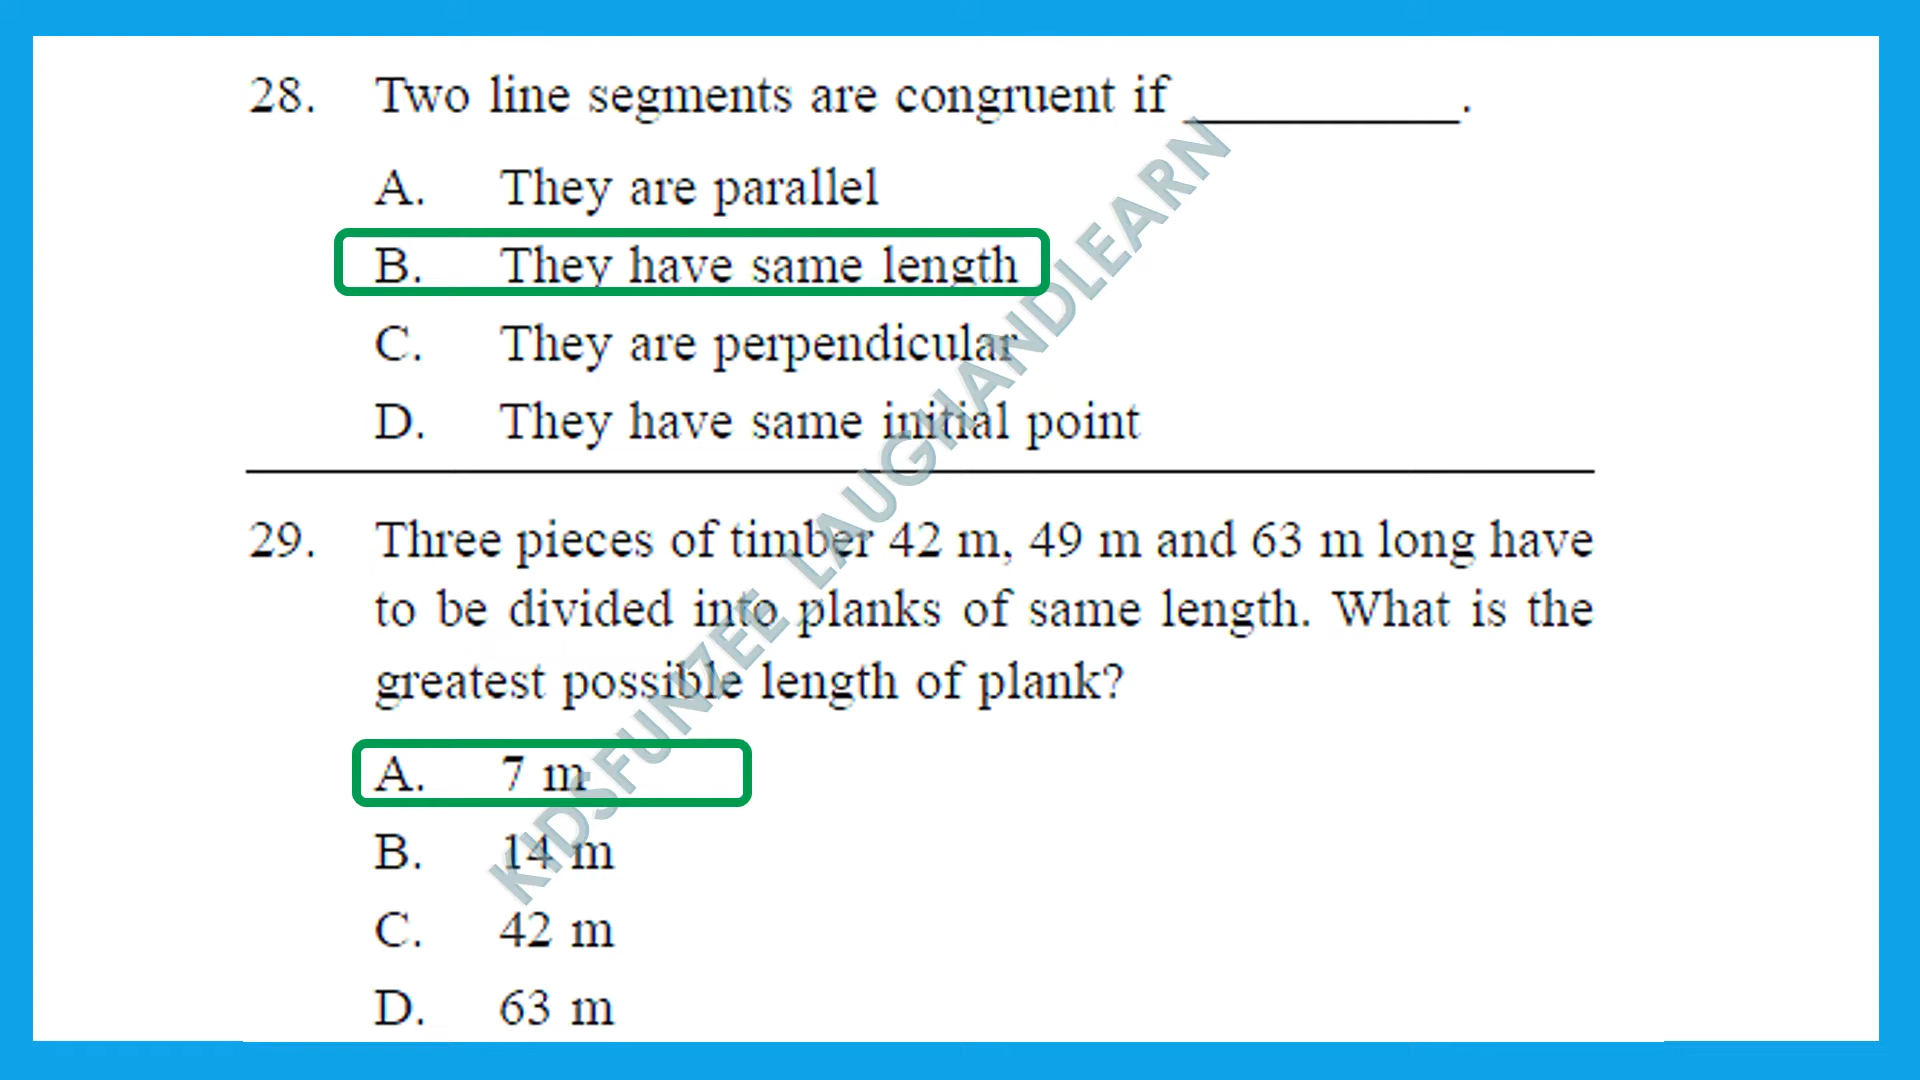 28. Two line segments are congruent if __________.
A. They are parallel
B. They have same length
C. They are perpendicular
D. They have same initial point
29. Three pieces of timber 42 m, 49 m and 63 m long have
to be divided into planks of same length. What is the
greatest possible length of plank?
A. 7 m
B. 14 m
C. 42 m
D. 63 m
KIDSFUNZEE LAUGHANDLEARN